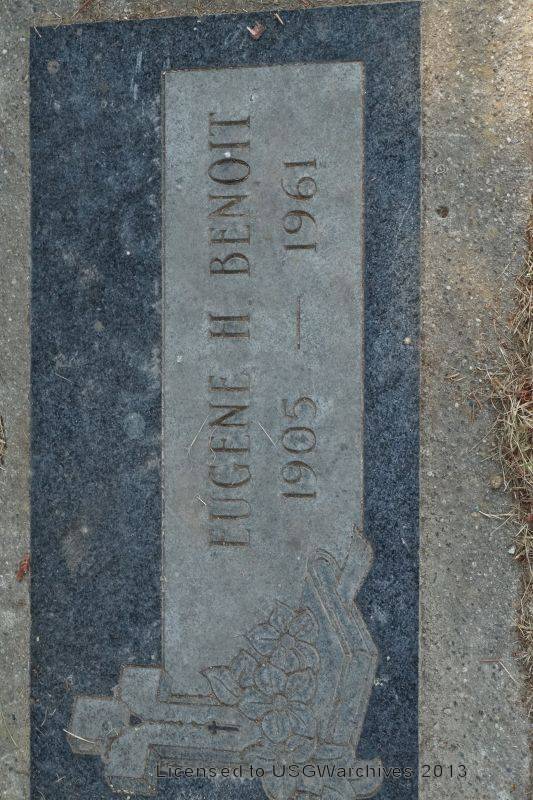 EUGENE H. BENOIT
1905 — 1961
Licensed to USGWarchives 2013